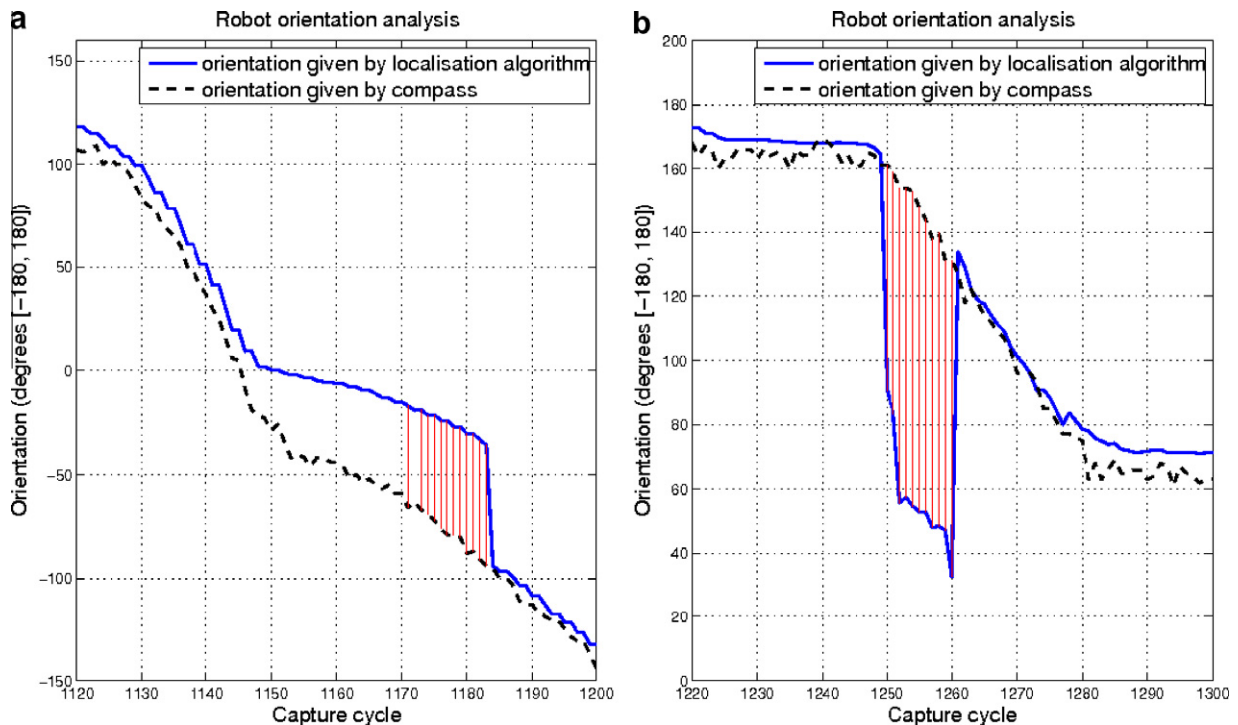 a
Robot orientation analysis
150
100
50
0
−50
−100
−150
Orientation (degrees [−180, 180])
orientation given by localisation algorithm
orientation given by compass
1120 1130 1140 1150 1160 1170 1180 1190 1200
Capture cycle
b
Robot orientation analysis
200
180
160
140
120
100
80
60
40
20
0
Orientation (degrees [−180, 180])
orientation given by localisation algorithm
orientation given by compass
1220 1230 1240 1250 1260 1270 1280 1290 1300
Capture cycle